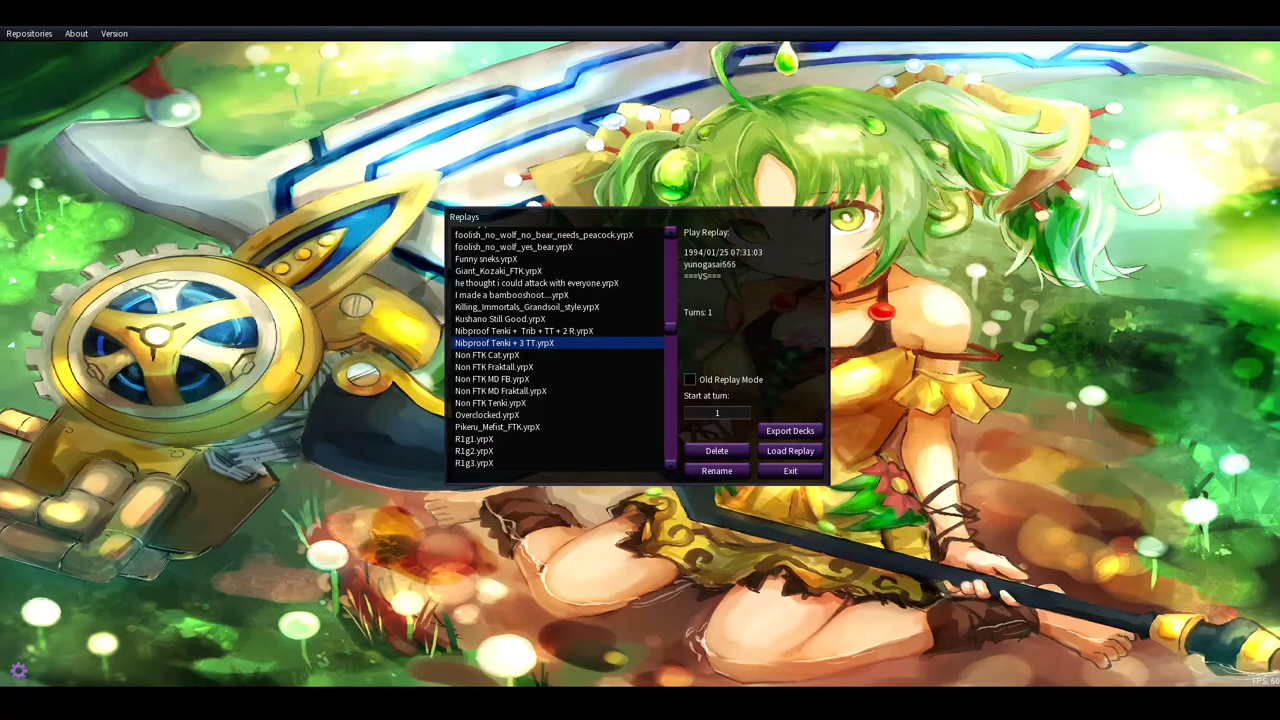 Repositories About Version
Replays
foolish_no_wolf_no_bear_needs_peacock.yrpX
foolish_no_wolf_yes_bear.yrpX
Funny sneks.yrpX
Giant_Kozaki_FTK.yrpX
he thought i could attack with everyone.yrpX
I made a bambooshoot....yrpX
Killing_Immortals_Grandsoil_style.yrpX
Kushano Still Good.yrpX
Nibproof Tenki + Trib + TT + 2 R.yrpX
Nibproof Tenki + 3 TT.yrpX
Non FTK Cat.yrpX
Non FTK Fraktall.yrpX
Non FTK MD FB.yrpX
Non FTK MD Fraktall.yrpX
Non FTK Tenki.yrpX
Overclocked.yrpX
Pikeru_Mefist_FTK.yrpX
R1g1.yrpX
R1g2.yrpX
R1g3.yrpX
Play Replay:
1994/01/25 07:31:03
yunogasai666
===VS===
Turns: 1
Old Replay Mode
Start at turn:
1
Export Decks
Delete Load Replay
Rename Exit
FPS: 60